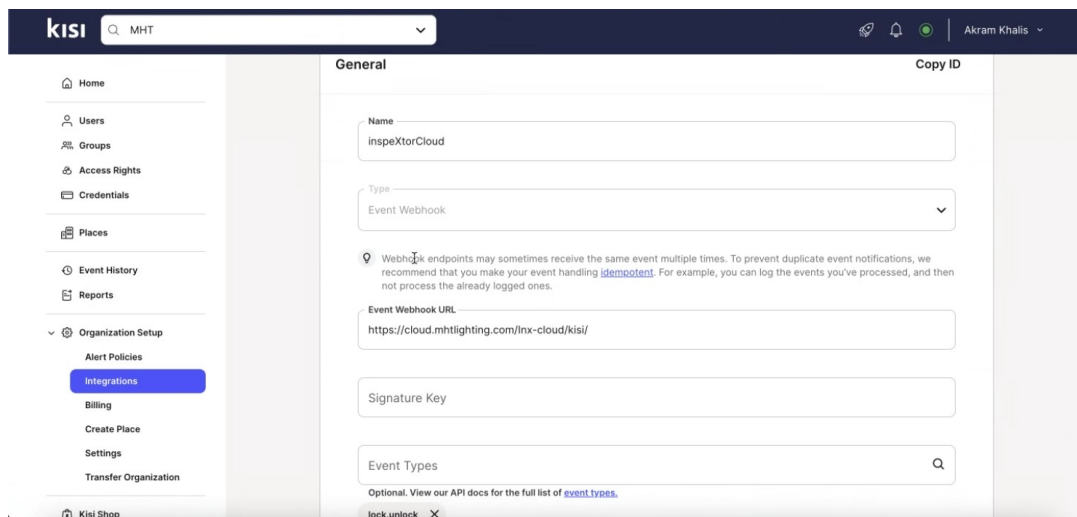 kisi
MHT
Akram Khalis
Home
Users
Groups
Access Rights
Credentials
Places
Event History
Reports
Organization Setup
Alert Policies
Integrations
Billing
Create Place
Settings
Transfer Organization
Kisi Shop
General
Copy ID
Name
inspeXtorCloud
Type
Event Webhook
Webhook endpoints may sometimes receive the same event multiple times. To prevent duplicate event notifications, we
recommend that you make your event handling idempotent. For example, you can log the events you've processed, and then
not process the already logged ones.
Event Webhook URL
https://cloud.mhtlighting.com/lnx-cloud/kisi/
Signature Key
Event Types
Optional. View our API docs for the full list of event types.
lock.unlock